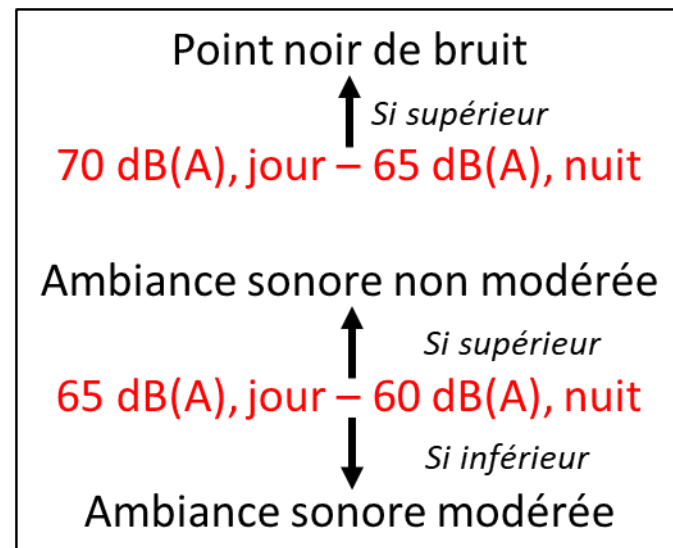 Point noir de bruit
Si supérieur
70 dB(A), jour – 65 dB(A), nuit
Ambiance sonore non modérée
Si supérieur
65 dB(A), jour – 60 dB(A), nuit
Si inférieur
Ambiance sonore modérée